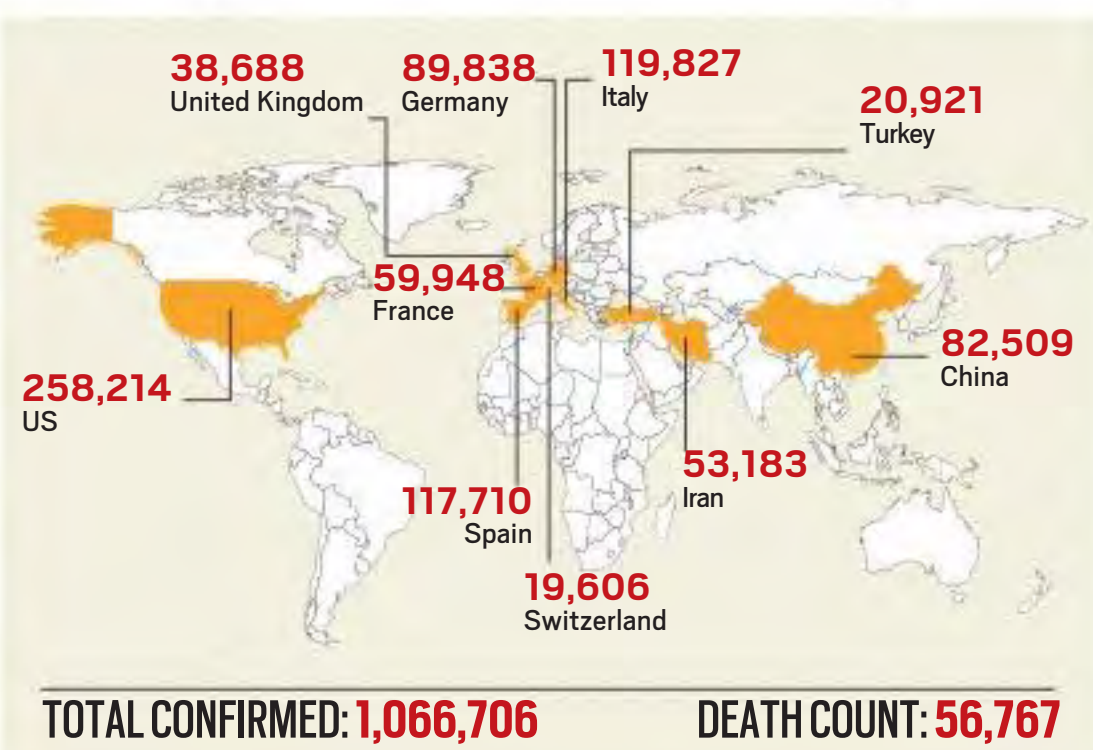 38,688
United Kingdom
89,838
Germany
119,827
Italy
20,921
Turkey
59,948
France
258,214
US
82,509
China
53,183
Iran
117,710
Spain
19,606
Switzerland
TOTAL CONFIRMED: 1,066,706
DEATH COUNT: 56,767